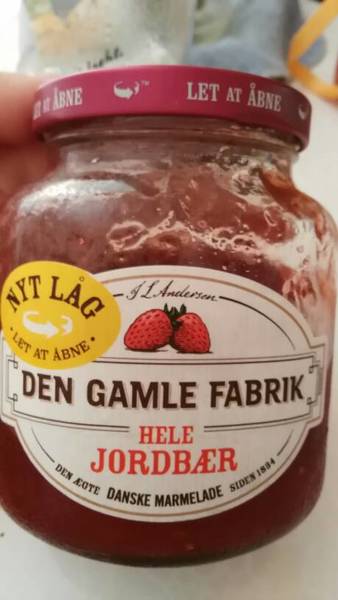 LET AT ÅBNE
LET AT ÅBNE
NYT LÅG
• LET AT ÅBNE •
J L Andersen
DEN GAMLE FABRIK
HELE
JORDBÆR
DEN ÆGTE DANSKE MARMELADE SIDEN 1834